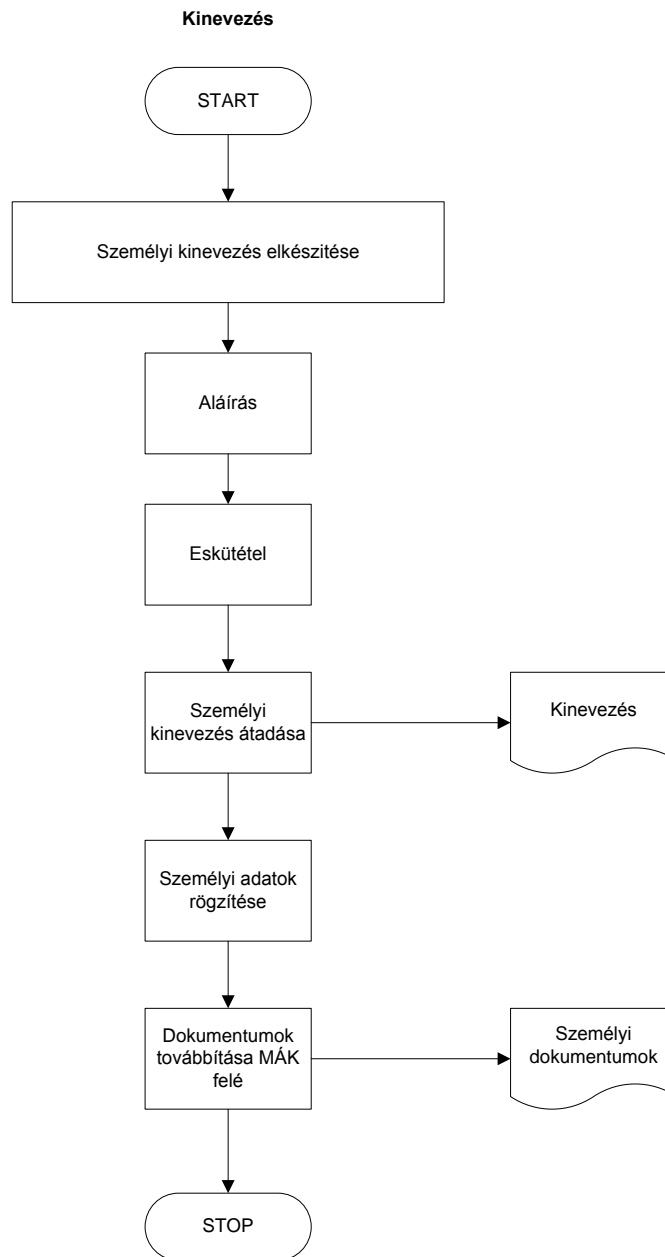 Kinevezés
START
Személyi kinevezés elkészitése
Aláírás
Eskütétel
Személyi
kinevezés átadása
Kinevezés
Személyi adatok
rögzítése
Dokumentumok
továbbítása MÁK
felé
Személyi
dokumentumok
STOP